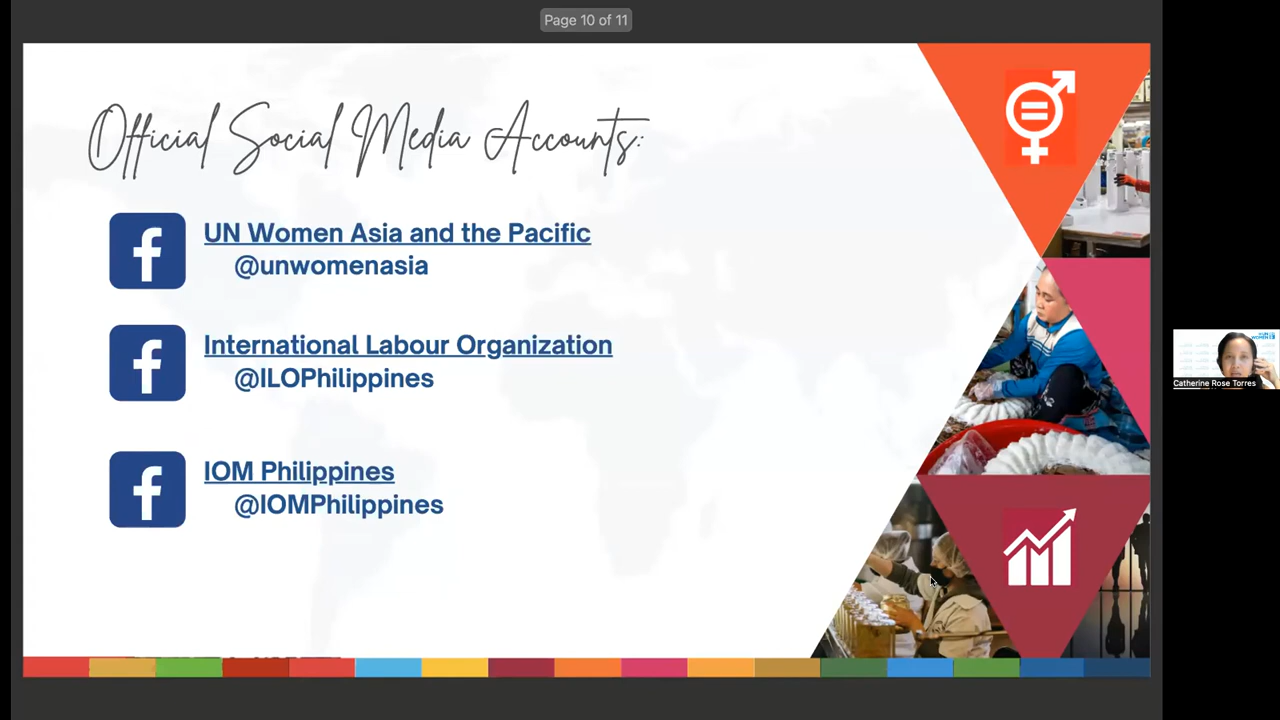 Page 10 of 11
Official Social Media Accounts:
UN Women Asia and the Pacific
@unwomenasia
International Labour Organization
@ILOPhilippines
IOM Philippines
@IOMPhilippines
Catherine Rose Torres